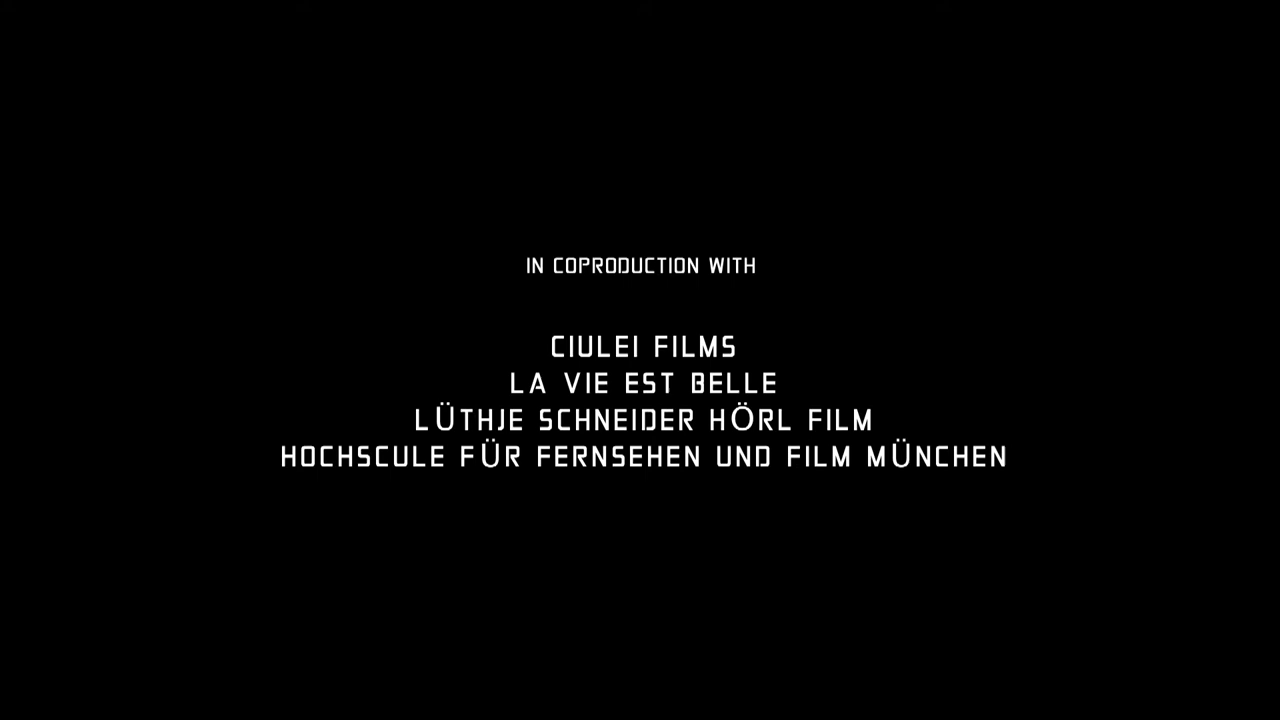 IN COPRODUCTION WITH
CIULEI FILMS
LA VIE EST BELLE
LÜTHJE SCHNEIDER HÖRL FILM
HOCHSCULE FÜR FERNSEHEN UND FILM MÜNCHEN